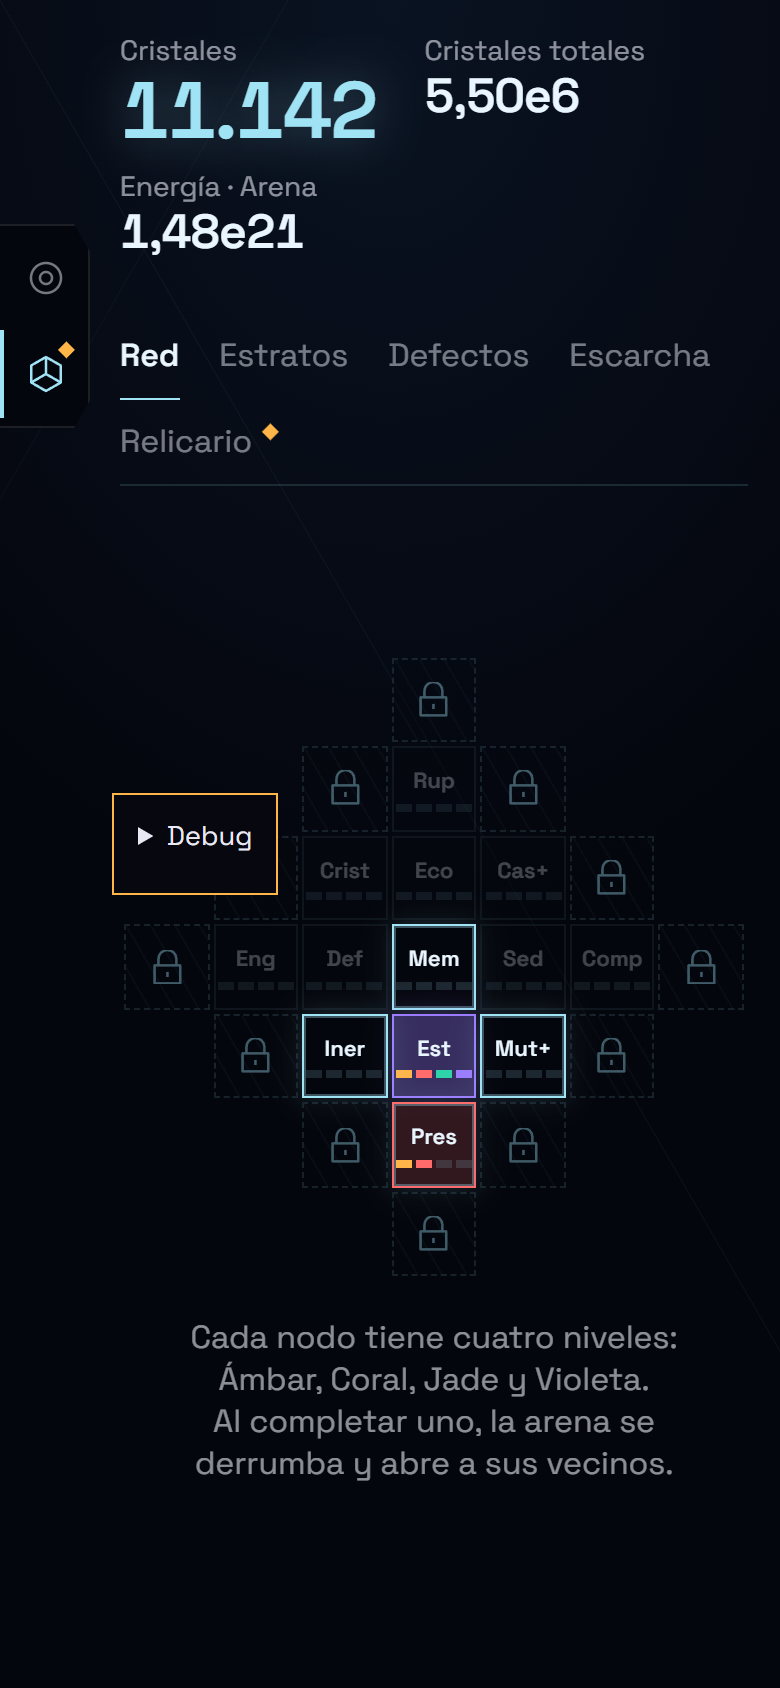 Cristales
Cristales totales
11.142
5,50e6
Energía · Arena
1,48e21
Red
Estratos
Defectos
Escarcha
Relicario
Rup
Debug
Crist
Eco
Cas+
Eng
Def
Mem
Sed
Comp
Iner
Est
Mut+
Pres
Cada nodo tiene cuatro niveles:
Ámbar, Coral, Jade y Violeta.
Al completar uno, la arena se
derrumba y abre a sus vecinos.